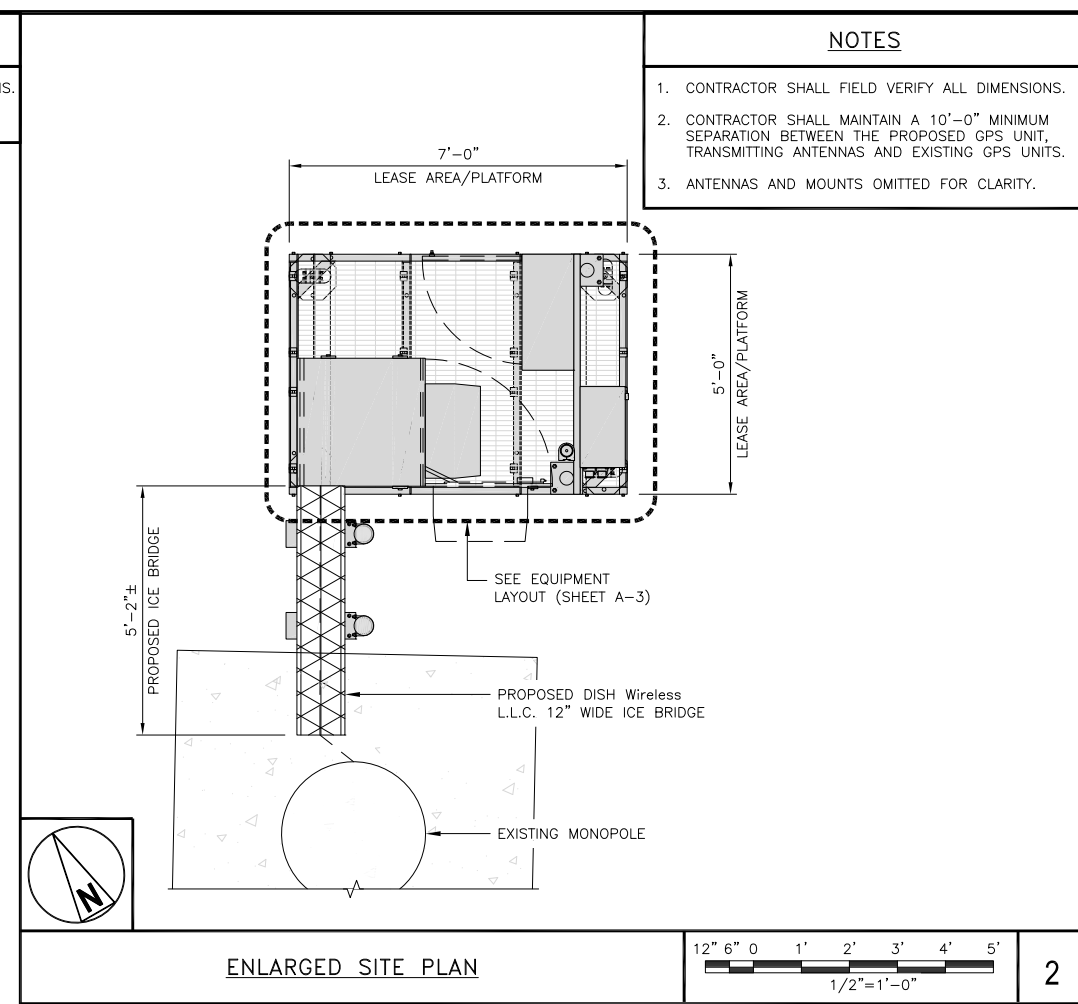 NOTES
NS.
1. CONTRACTOR SHALL FIELD VERIFY ALL DIMENSIONS.
2. CONTRACTOR SHALL MAINTAIN A 10'-0" MINIMUM
SEPARATION BETWEEN THE PROPOSED GPS UNIT,
TRANSMITTING ANTENNAS AND EXISTING GPS UNITS.
3. ANTENNAS AND MOUNTS OMITTED FOR CLARITY.
7'-0"
LEASE AREA/PLATFORM
5'-0"
LEASE AREA/PLATFORM
5'-2"±
PROPOSED ICE BRIDGE
SEE EQUIPMENT
LAYOUT (SHEET A-3)
PROPOSED DISH Wireless
L.L.C. 12" WIDE ICE BRIDGE
EXISTING MONOPOLE
N
ENLARGED SITE PLAN
12" 6" 0 1' 2' 3' 4' 5'
1/2"=1'-0"
2